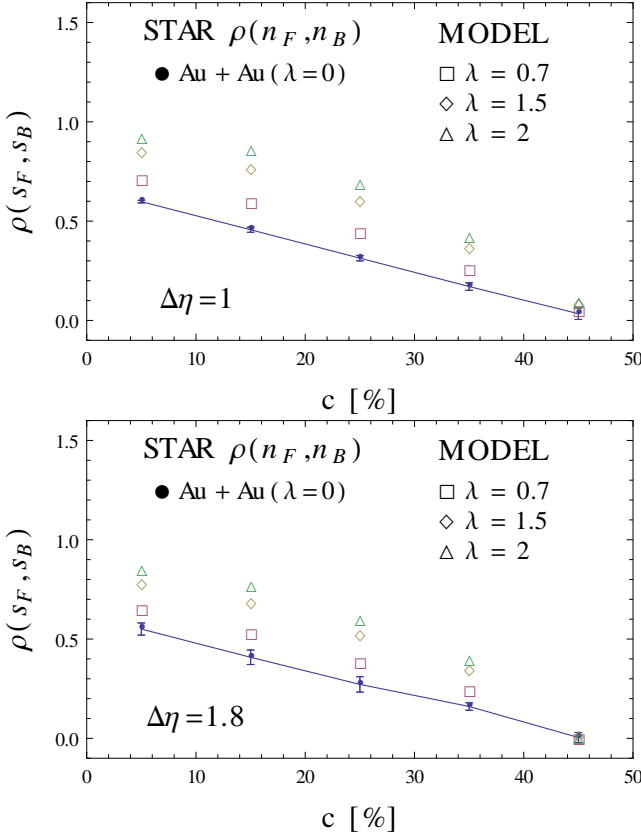 STAR ρ(n_F, n_B)
MODEL
Au + Au (λ=0)
λ = 0.7
λ = 1.5
λ = 2
Δη=1
ρ(s_F, s_B)
1.5
1.0
0.5
0.0
0 10 20 30 40 50
c [%]
STAR ρ(n_F, n_B)
MODEL
Au + Au (λ=0)
λ = 0.7
λ = 1.5
λ = 2
Δη=1.8
ρ(s_F, s_B)
1.5
1.0
0.5
0.0
0 10 20 30 40 50
c [%]